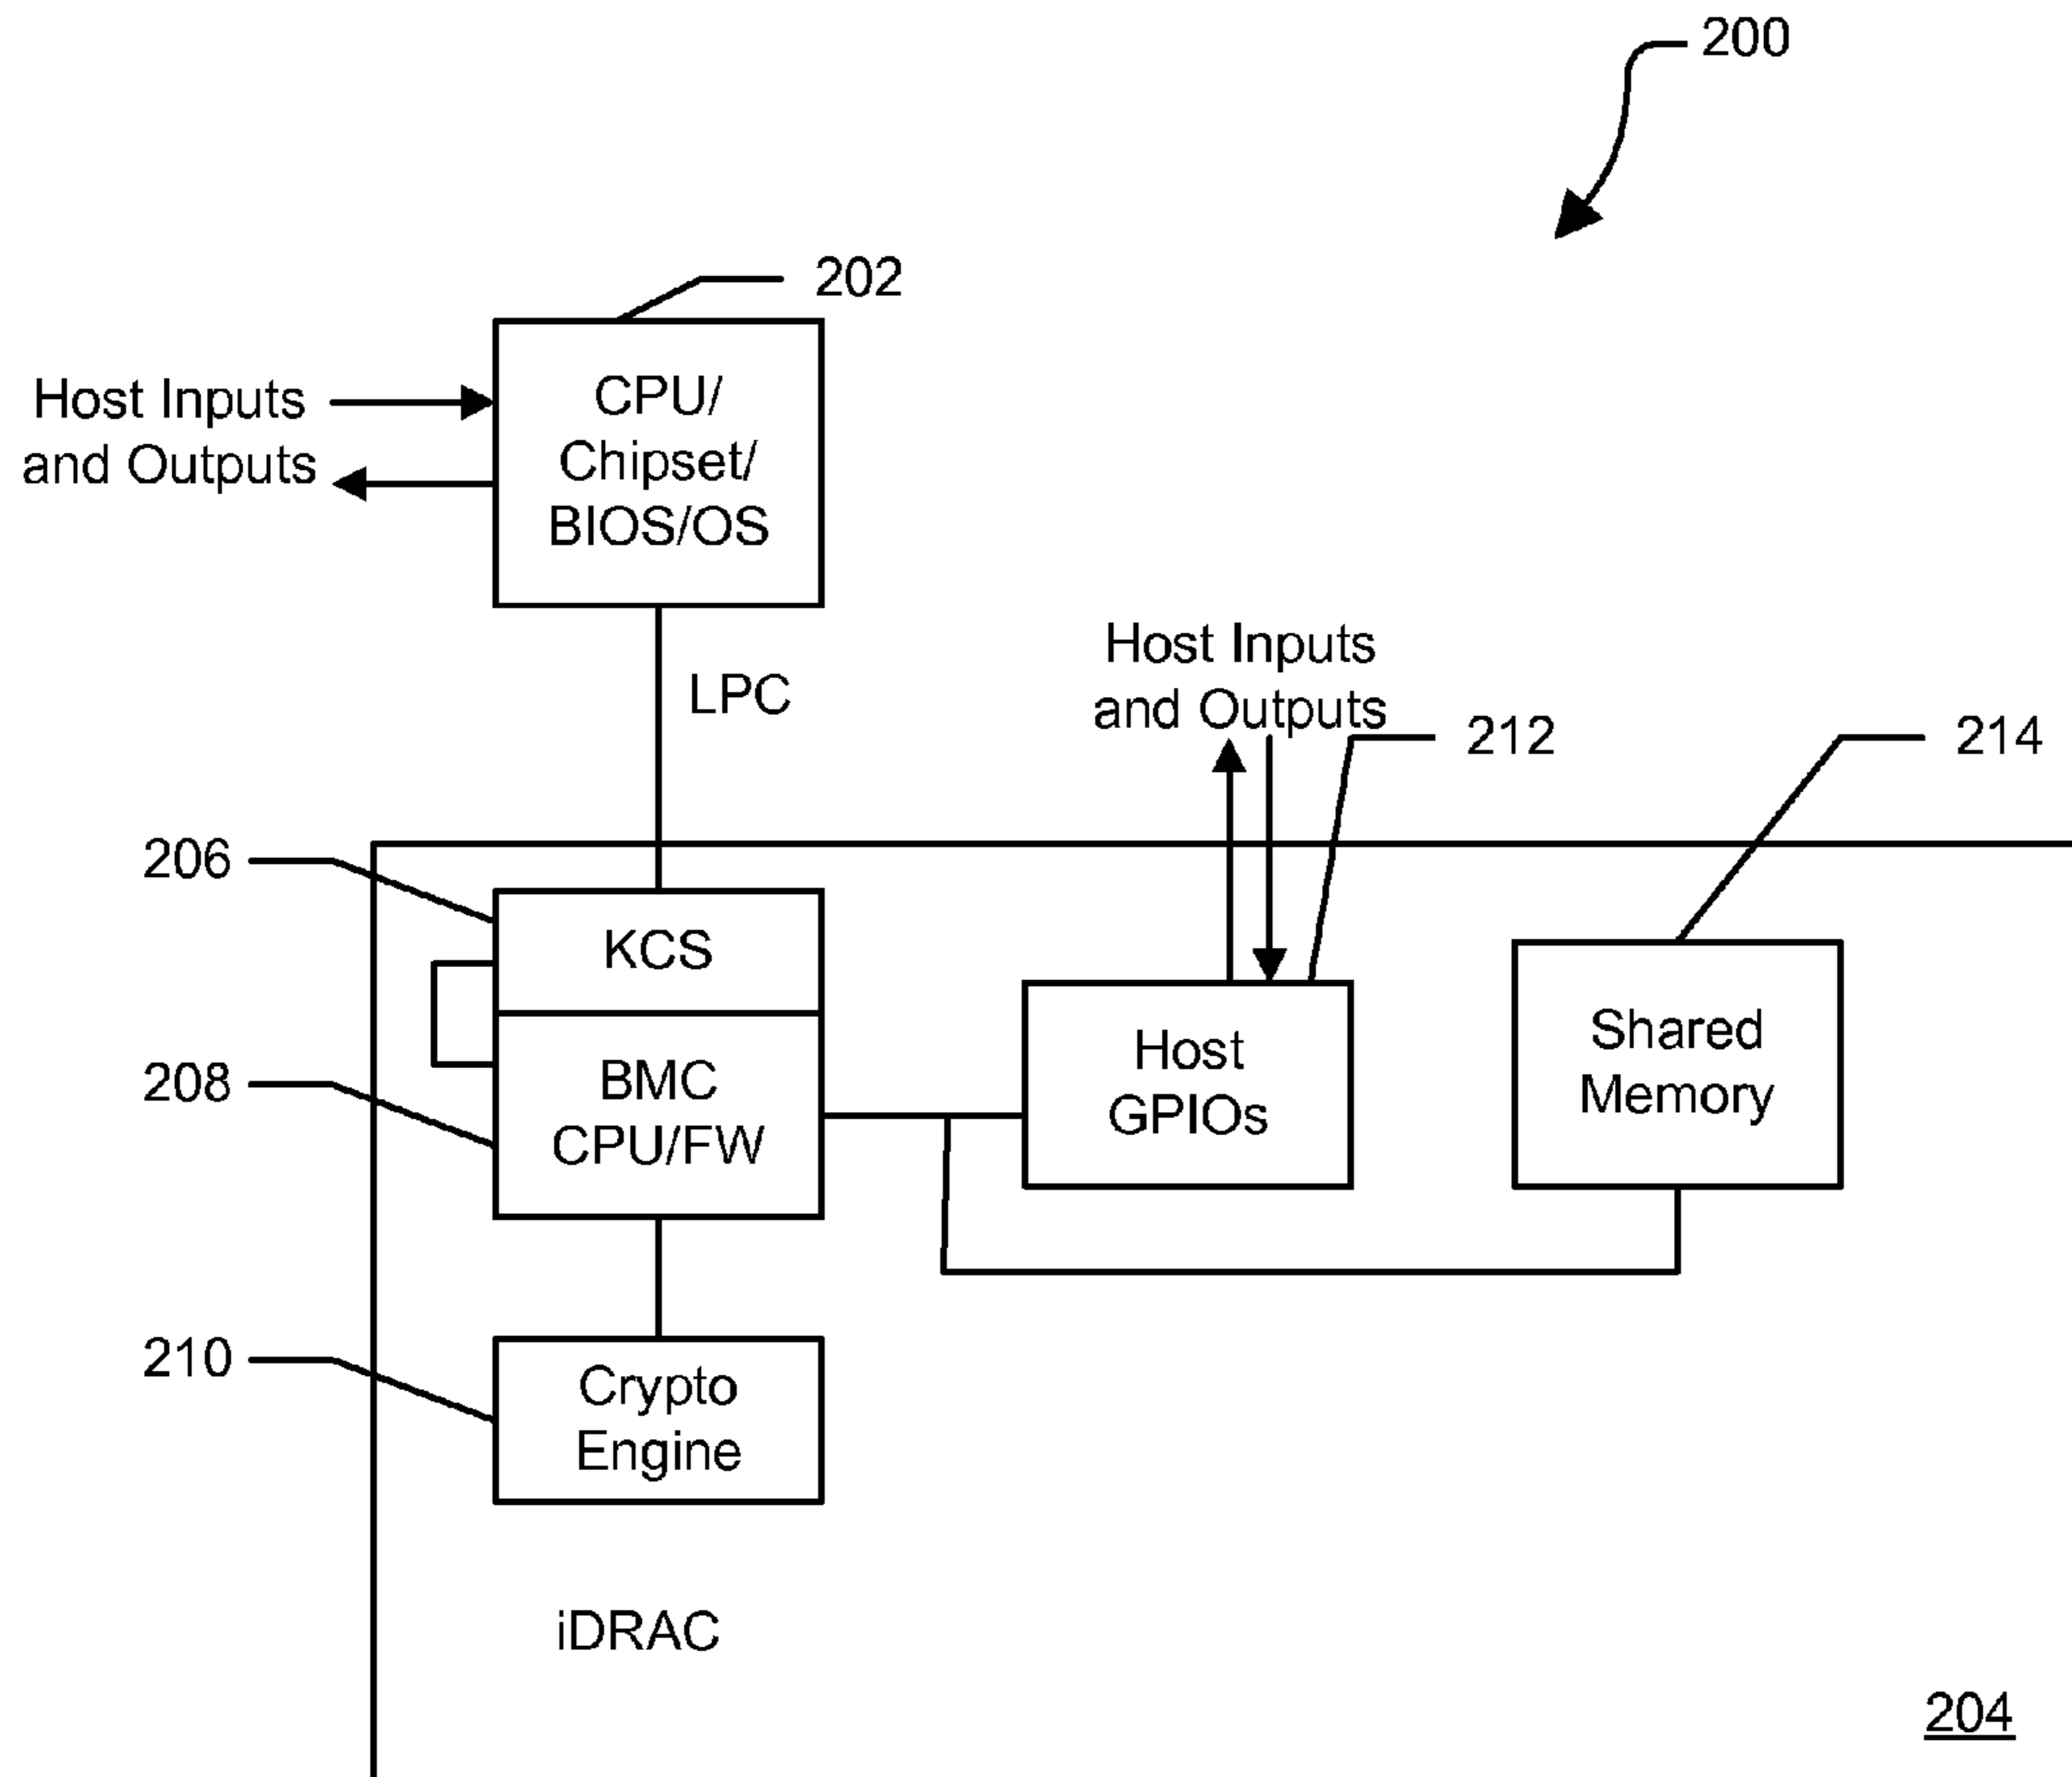 200
202
Host Inputs
and Outputs
CPU/
Chipset/
BIOS/OS
LPC
Host Inputs
and Outputs
212
214
206
KCS
208
BMC
CPU/FW
Host
GPIOs
Shared
Memory
210
Crypto
Engine
iDRAC
204